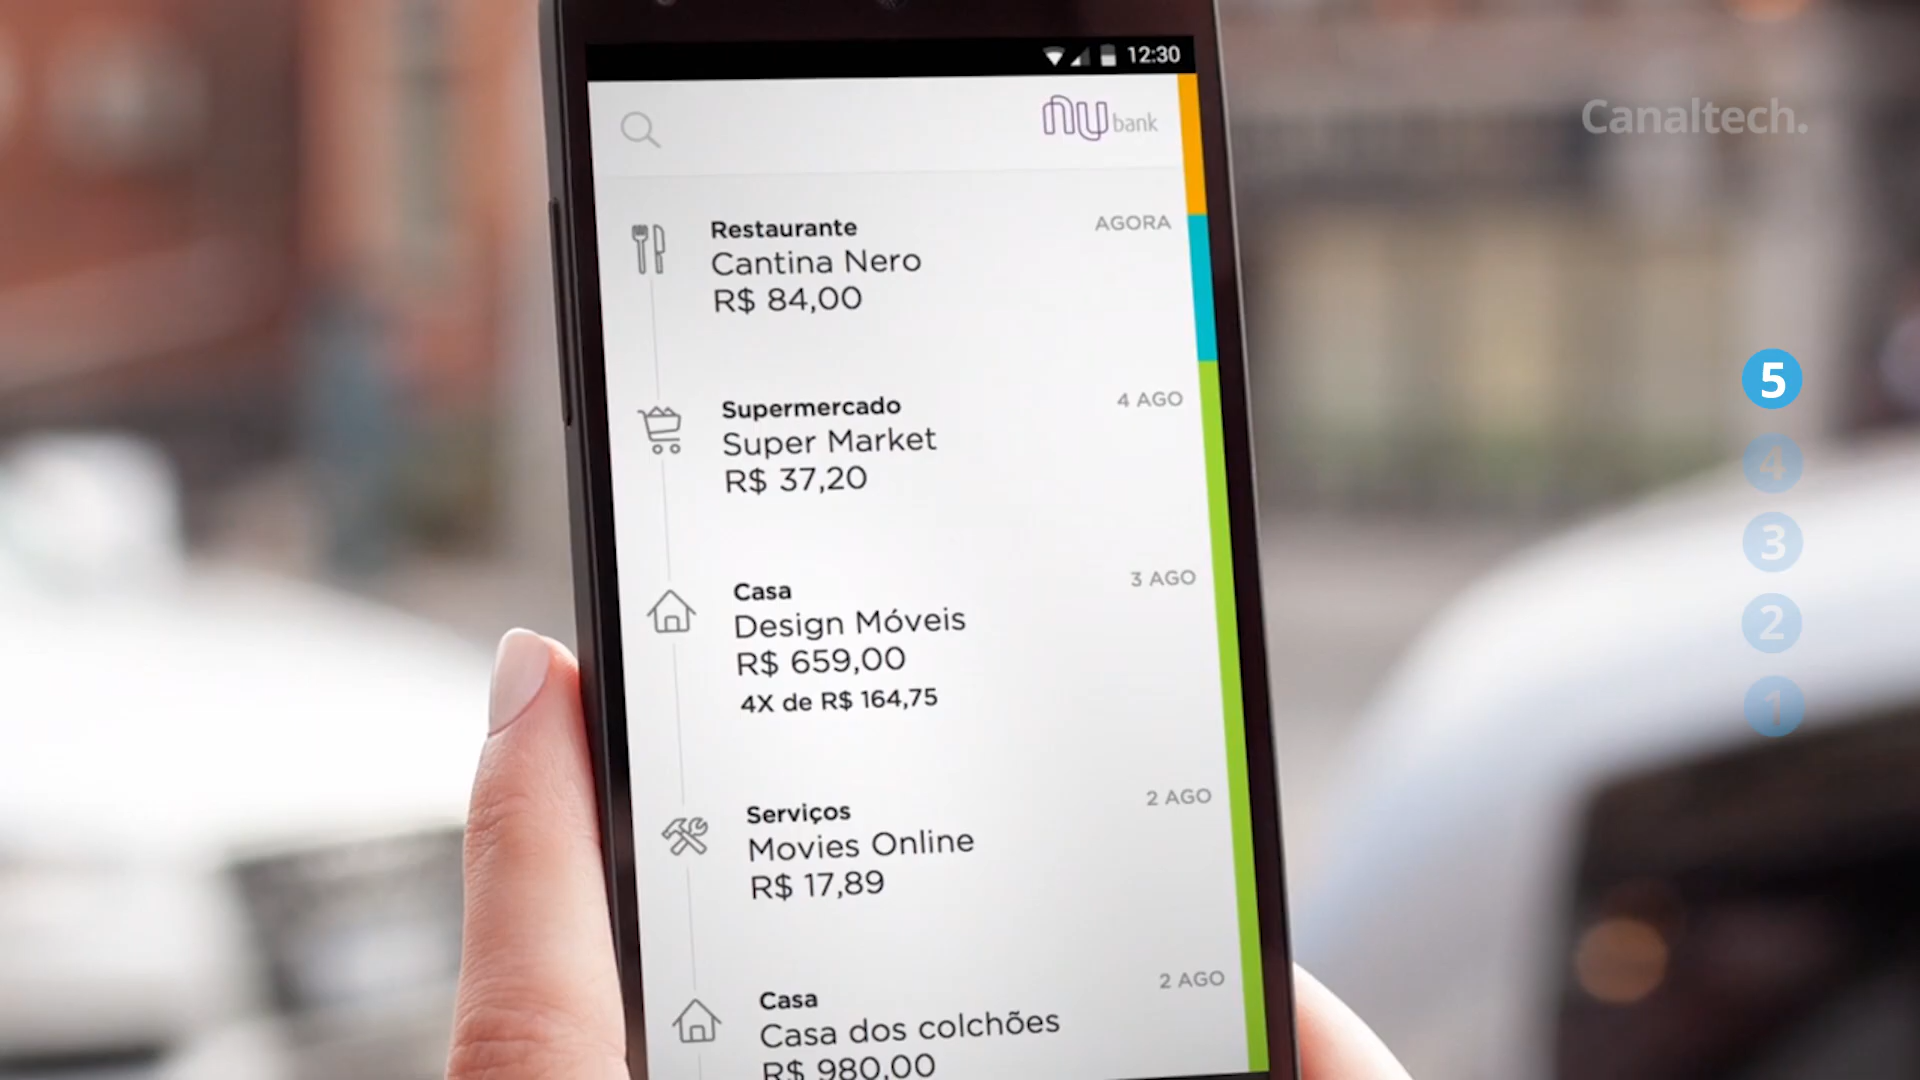 12:30
nu bank
Canaltech.
Restaurante
AGORA
Cantina Nero
R$ 84,00
Supermercado
4 AGO
Super Market
R$ 37,20
Casa
3 AGO
Design Móveis
R$ 659,00
4X de R$ 164,75
Serviços
2 AGO
Movies Online
R$ 17,89
Casa
2 AGO
Casa dos colchões
R$ 980,00
5
4
3
2
1